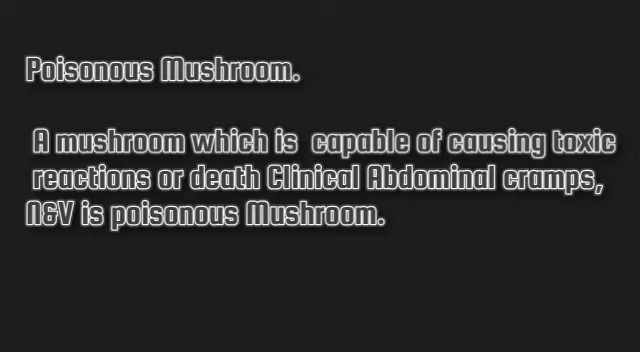 Poisonous Mushroom.
A mushroom which is capable of causing toxic
reactions or death Clinical Abdominal cramps,
N&V is poisonous Mushroom.